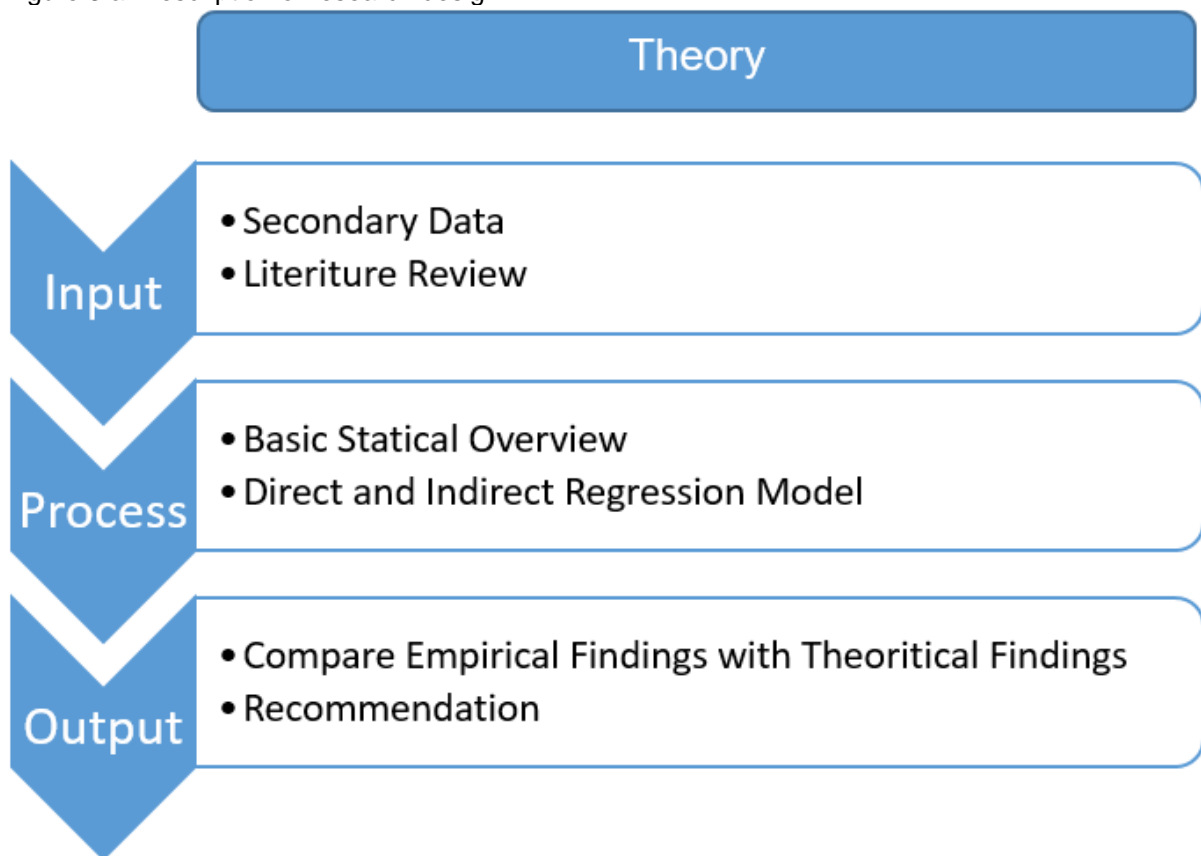 Theory
• Secondary Data
• Literiture Review
Input
• Basic Statical Overview
• Direct and Indirect Regression Model
Process
• Compare Empirical Findings with Theoritical Findings
• Recommendation
Output